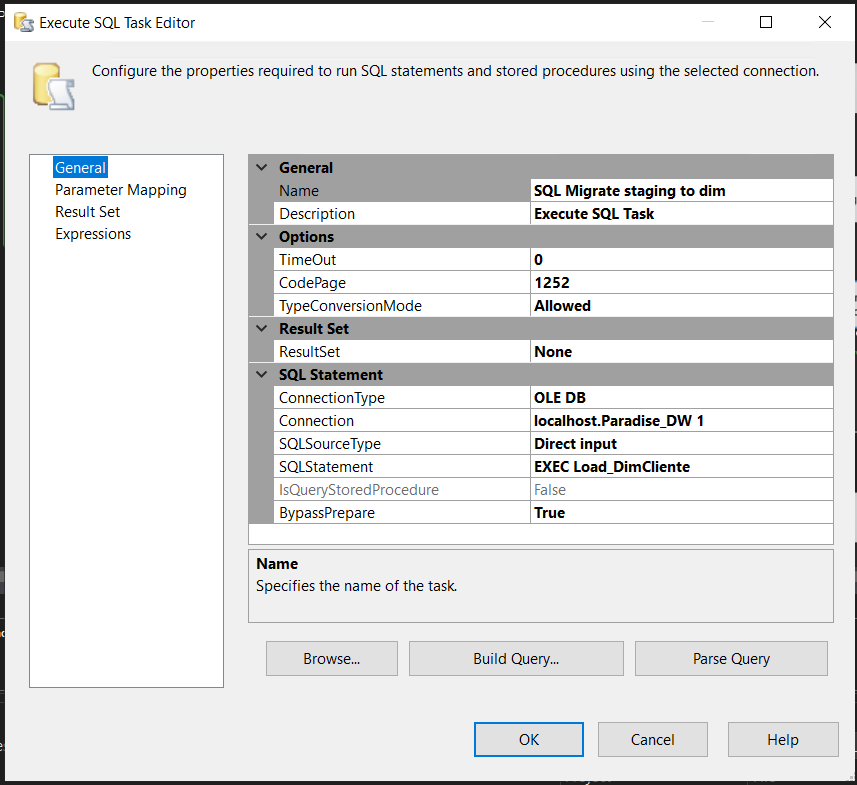 Execute SQL Task Editor
Configure the properties required to run SQL statements and stored procedures using the selected connection.
General
Parameter Mapping
Result Set
Expressions
General
Name SQL Migrate staging to dim
Description Execute SQL Task
Options
TimeOut 0
CodePage 1252
TypeConversionMode Allowed
Result Set
ResultSet None
SQL Statement
ConnectionType OLE DB
Connection localhost.Paradise_DW 1
SQLSourceType Direct input
SQLStatement EXEC Load_DimCliente
IsQueryStoredProcedure False
BypassPrepare True
Name
Specifies the name of the task.
Browse... Build Query... Parse Query
OK Cancel Help